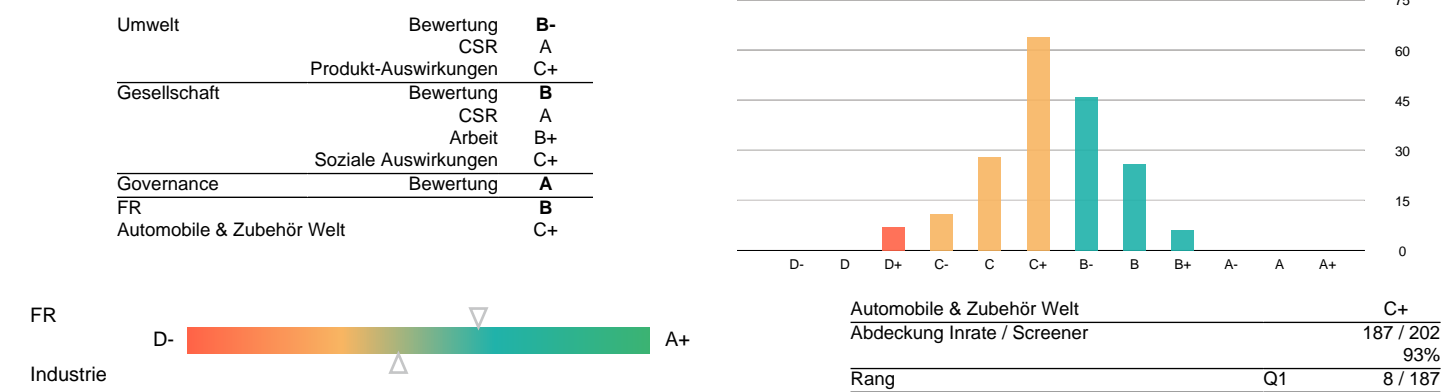 Umwelt Bewertung B-
CSR A
Produkt-Auswirkungen C+
Gesellschaft Bewertung B
CSR A
Arbeit B+
Soziale Auswirkungen C+
Governance Bewertung A
FR B
Automobile & Zubehör Welt C+
75
60
45
30
15
0
D- D D+ C- C C+ B- B B+ A- A A+
FR
D- A+
Industrie
Automobile & Zubehör Welt C+
Abdeckung Inrate / Screener 187 / 202
93%
Rang Q1 8 / 187